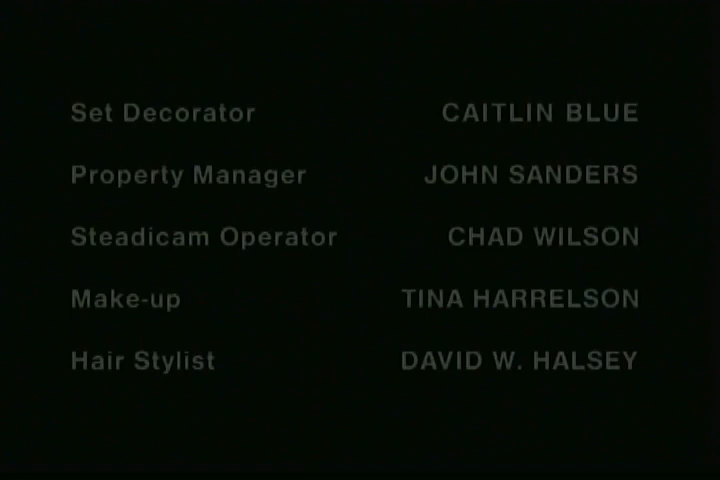 Set Decorator CAITLIN BLUE
Property Manager JOHN SANDERS
Steadicam Operator CHAD WILSON
Make-up TINA HARRELSON
Hair Stylist DAVID W. HALSEY